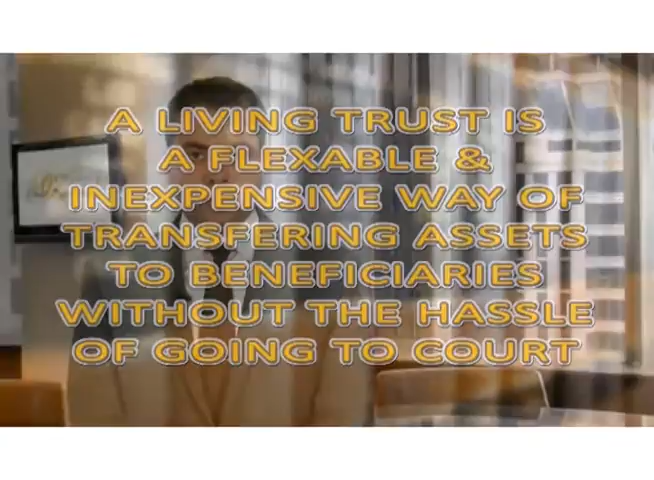 A LIVING TRUST IS
A FLEXABLE &
INEXPENSIVE WAY OF
TRANSFERING ASSETS
TO BENEFICIARIES
WITHOUT THE HASSLE
OF GOING TO COURT